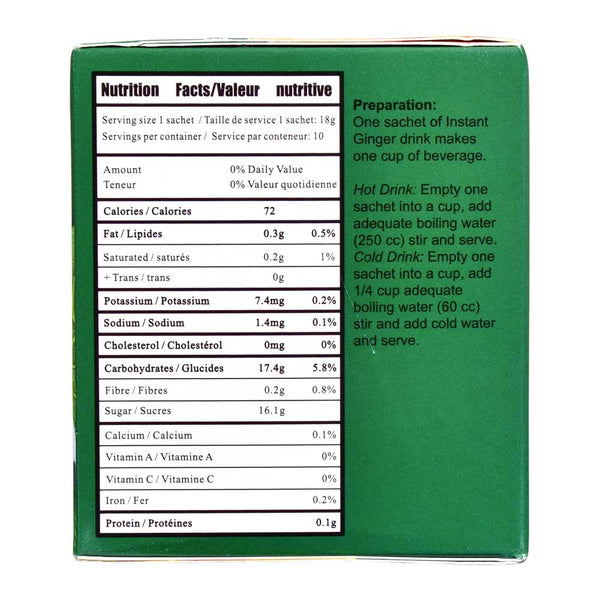 Nutrition Facts/Valeur nutritive
Serving size 1 sachet / Taille de service 1 sachet: 18g
Servings per container / Service par conteneur: 10
Amount 0% Daily Value
Teneur 0% Valeur quotidienne
Calories / Calories 72
Fat / Lipides 0.3g 0.5%
Saturated / saturés 0.2g 1%
+ Trans / trans 0g
Potassium / Potassium 7.4mg 0.2%
Sodium / Sodium 1.4mg 0.1%
Cholesterol / Cholestérol 0mg 0%
Carbohydrates / Glucides 17.4g 5.8%
Fibre / Fibres 0.2g 0.8%
Sugar / Sucres 16.1g
Calcium / Calcium 0.1%
Vitamin A / Vitamine A 0%
Vitamin C / Vitamine C 0%
Iron / Fer 0.2%
Protein / Protéines 0.1g
Preparation:
One sachet of Instant
Ginger drink makes
one cup of beverage.
Hot Drink: Empty one
sachet into a cup, add
adequate boiling water
(250 cc) stir and serve.
Cold Drink: Empty one
sachet into a cup, add
1/4 cup adequate
boiling water (60 cc)
stir and add cold water
and serve.